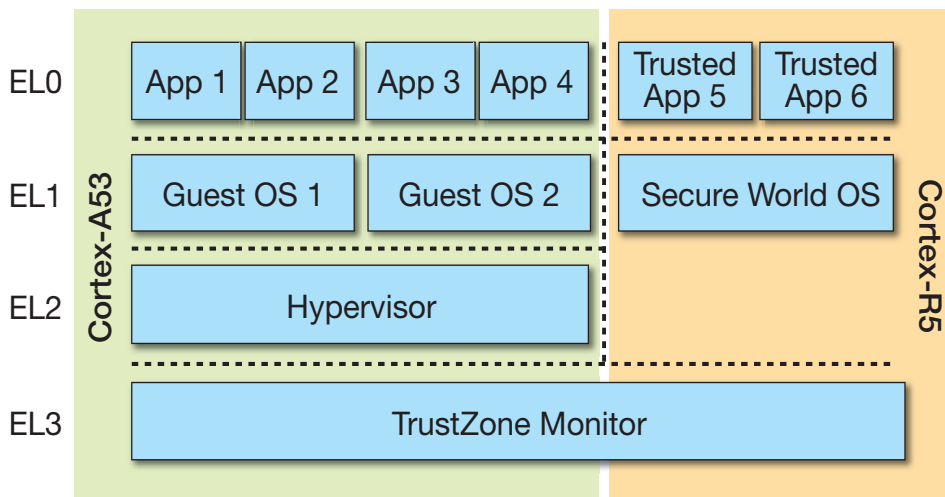 EL0
App 1
App 2
App 3
App 4
Trusted
App 5
Trusted
App 6
EL1
Guest OS 1
Guest OS 2
Secure World OS
Cortex-A53
Cortex-R5
EL2
Hypervisor
EL3
TrustZone Monitor